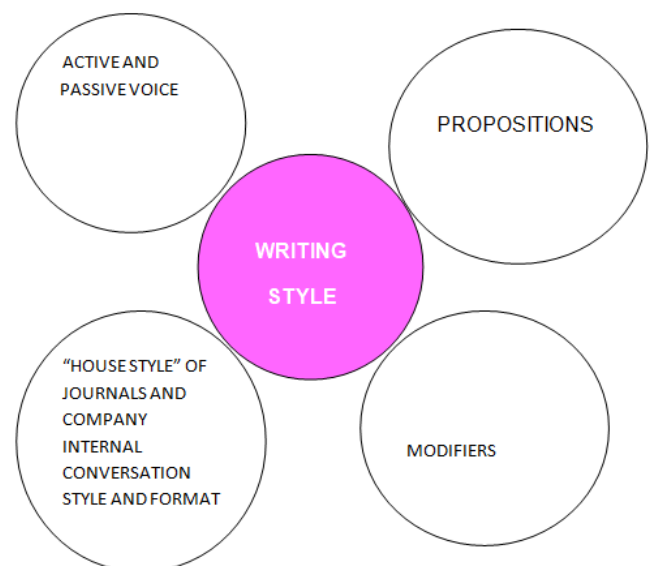 ACTIVE AND
PASSIVE VOICE
PROPOSITIONS
WRITING
STYLE
“HOUSE STYLE” OF
JOURNALS AND
COMPANY
INTERNAL
CONVERSATION
STYLE AND FORMAT
MODIFIERS